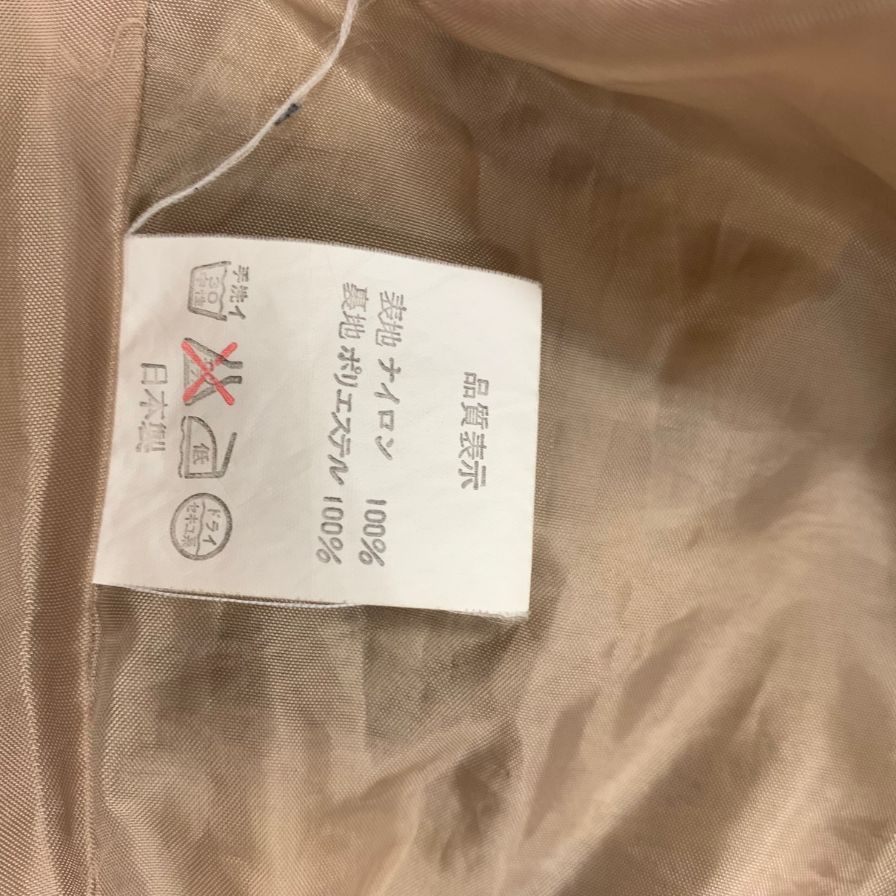 品質表示
表地 ナイロン 100%
裏地 ポリエステル 100%
手洗イ
30
中性
低
ドライ
セキユ系
日本製